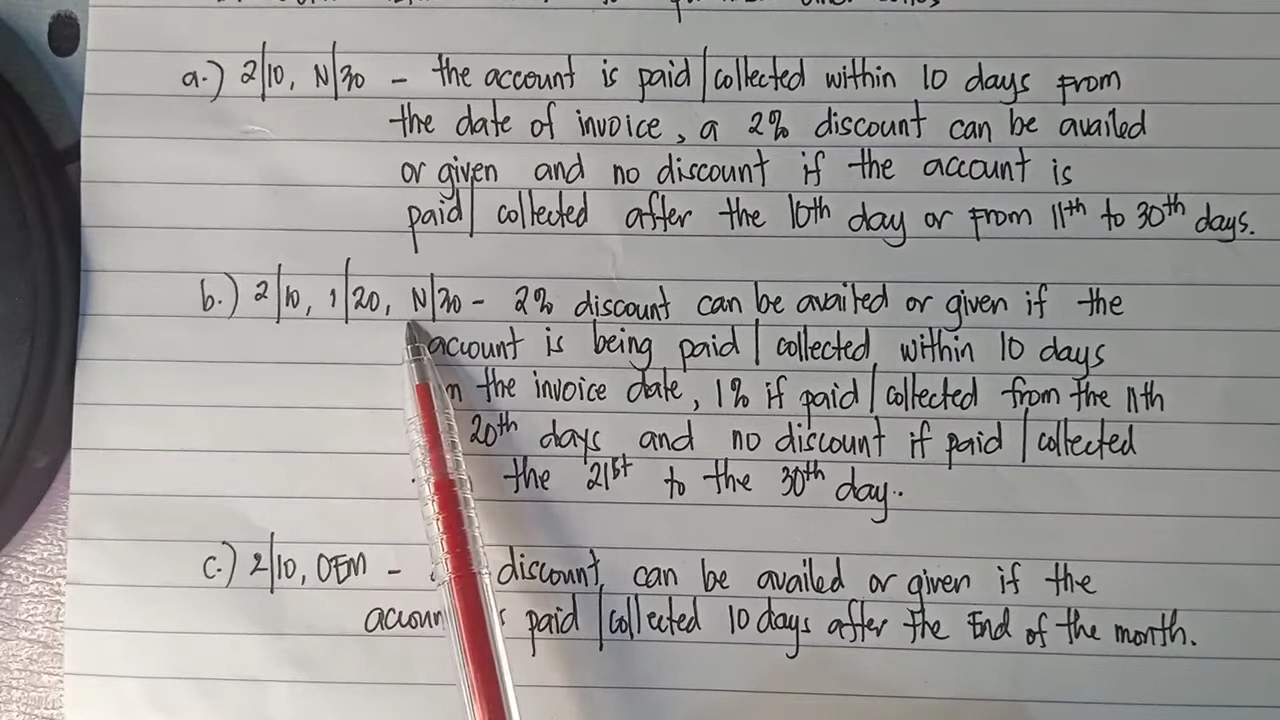 a.) 2/10, N/30 - the account is paid/collected within 10 days from
the date of invoice, a 2% discount can be availed
or given and no discount if the account is
paid/collected after the 10th day or from 11th to 30th days.
b.) 2/10, 1/20, N/30 - 2% discount can be availed or given if the
account is being paid/collected within 10 days
the invoice date, 1% if paid/collected from the 11th
20th days and no discount if paid/collected
the 21st to the 30th day..
c.) 2/10, OEM - discount can be availed or given if the
paid/collected 10 days after the End of the month.